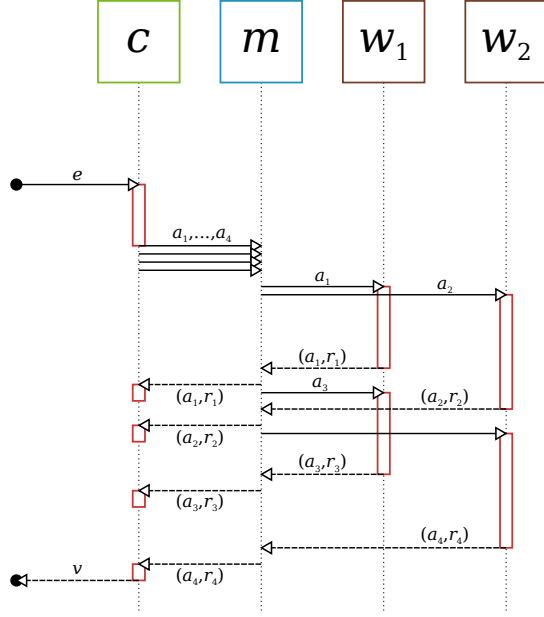 c m w₁ w₂
e
a₁,...,a₄
a₁
a₂
(a₁,r₁)
(a₁,r₁) a₃ (a₂,r₂)
(a₂,r₂)
(a₃,r₃)
(a₃,r₃)
(a₄,r₄)
v (a₄,r₄)